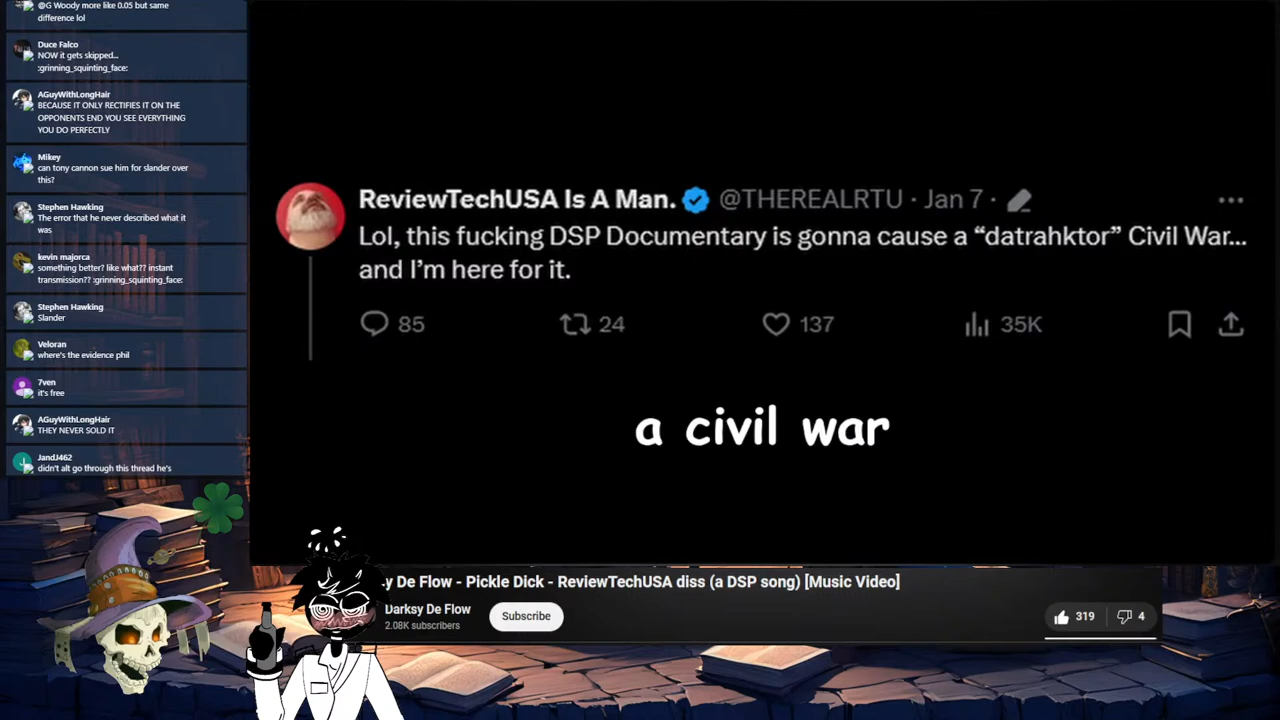 @G Woody more like 0.05 but same
difference lol
Duce Falco
NOW it gets skipped...
:grinning_squinting_face:
AGuyWithLongHair
BECAUSE IT ONLY RECTIFIES IT ON THE
OPPONENTS END YOU SEE EVERYTHING
YOU DO PERFECTLY
Mikey
can tony cannon sue him for slander over
this?
Stephen Hawking
The error that he never described what it
was
kevin majorca
something better? like what?? instant
transmission?? :grinning_squinting_face:
Stephen Hawking
Slander
Veloran
where's the evidence phil
7ven
it's free
AGuyWithLongHair
THEY NEVER SOLD IT
JandJ462
didn't alt go through this thread he's
ReviewTechUSA Is A Man. @THEREALRTU · Jan 7 ·
Lol, this fucking DSP Documentary is gonna cause a “datrahktor” Civil War...
and I’m here for it.
85 24 137 35K
a civil war
y De Flow - Pickle Dick - ReviewTechUSA diss (a DSP song) [Music Video]
Darksy De Flow
2.08K subscribers
Subscribe
319 4